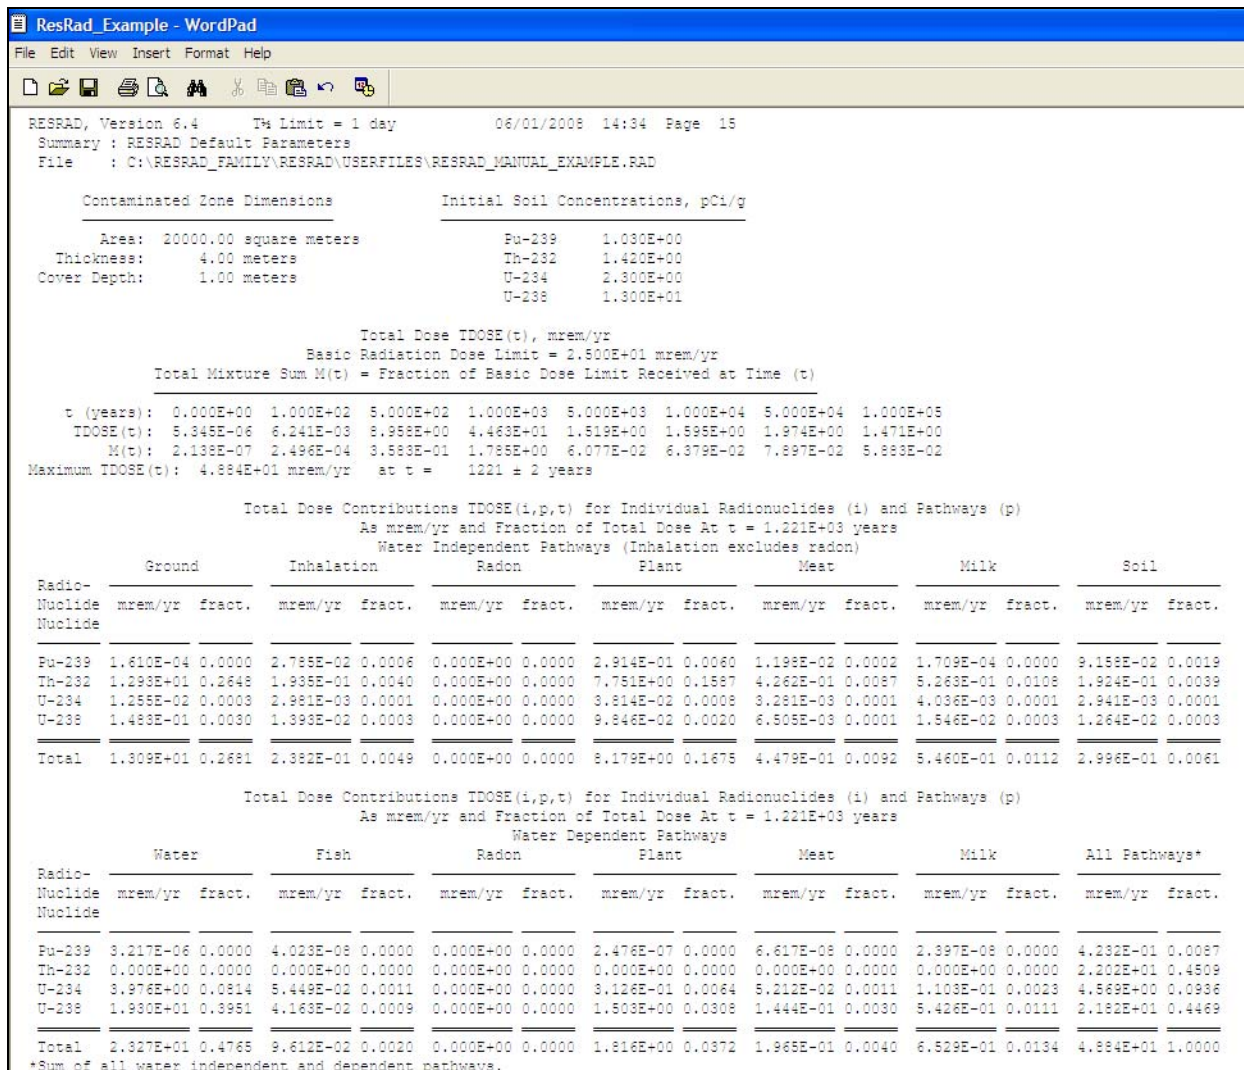 ResRad_Example - WordPad
File Edit View Insert Format Help
RESRAD, Version 6.4 T½ Limit = 1 day 06/01/2008 14:34 Page 15
Summary : RESRAD Default Parameters
File : C:\RESRAD_FAMILY\RESRAD\USERFILES\RESRAD_MANUAL_EXAMPLE.RAD
Contaminated Zone Dimensions Initial Soil Concentrations, pCi/g
Area: 20000.00 square meters Pu-239 1.030E+00
Thickness: 4.00 meters Th-232 1.420E+00
Cover Depth: 1.00 meters U-234 2.300E+00
U-238 1.300E+01
Total Dose TDOSE(t), mrem/yr
Basic Radiation Dose Limit = 2.500E+01 mrem/yr
Total Mixture Sum M(t) = Fraction of Basic Dose Limit Received at Time (t)
t (years): 0.000E+00 1.000E+02 5.000E+02 1.000E+03 5.000E+03 1.000E+04 5.000E+04 1.000E+05
TDOSE(t): 5.345E-06 6.241E-03 8.958E+00 4.463E+01 1.519E+00 1.595E+00 1.974E+00 1.471E+00
M(t): 2.138E-07 2.496E-04 3.583E-01 1.785E+00 6.077E-02 6.379E-02 7.897E-02 5.883E-02
Maximum TDOSE(t): 4.884E+01 mrem/yr at t = 1221 ± 2 years
Total Dose Contributions TDOSE(i,p,t) for Individual Radionuclides (i) and Pathways (p)
As mrem/yr and Fraction of Total Dose At t = 1.221E+03 years
Water Independent Pathways (Inhalation excludes radon)
Ground Inhalation Radon Plant Meat Milk Soil
Radio-
Nuclide mrem/yr fract. mrem/yr fract. mrem/yr fract. mrem/yr fract. mrem/yr fract. mrem/yr fract. mrem/yr fract.
Nuclide
Pu-239 1.610E-04 0.0000 2.785E-02 0.0006 0.000E+00 0.0000 2.914E-01 0.0060 1.198E-02 0.0002 1.709E-04 0.0000 9.158E-02 0.0019
Th-232 1.293E+01 0.2648 1.935E-01 0.0040 0.000E+00 0.0000 7.751E+00 0.1587 4.262E-01 0.0087 5.263E-01 0.0108 1.924E-01 0.0039
U-234 1.255E-02 0.0003 2.981E-03 0.0001 0.000E+00 0.0000 3.814E-02 0.0008 3.281E-03 0.0001 4.036E-03 0.0001 2.941E-03 0.0001
U-238 1.483E-01 0.0030 1.393E-02 0.0003 0.000E+00 0.0000 9.846E-02 0.0020 6.505E-03 0.0001 1.546E-02 0.0003 1.264E-02 0.0003
Total 1.309E+01 0.2681 2.382E-01 0.0049 0.000E+00 0.0000 8.179E+00 0.1675 4.479E-01 0.0092 5.460E-01 0.0112 2.996E-01 0.0061
Total Dose Contributions TDOSE(i,p,t) for Individual Radionuclides (i) and Pathways (p)
As mrem/yr and Fraction of Total Dose At t = 1.221E+03 years
Water Dependent Pathways
Water Fish Radon Plant Meat Milk All Pathways*
Radio-
Nuclide mrem/yr fract. mrem/yr fract. mrem/yr fract. mrem/yr fract. mrem/yr fract. mrem/yr fract. mrem/yr fract.
Nuclide
Pu-239 3.217E-06 0.0000 4.023E-08 0.0000 0.000E+00 0.0000 2.476E-07 0.0000 6.617E-08 0.0000 2.397E-08 0.0000 4.232E-01 0.0087
Th-232 0.000E+00 0.0000 0.000E+00 0.0000 0.000E+00 0.0000 0.000E+00 0.0000 0.000E+00 0.0000 0.000E+00 0.0000 2.202E+01 0.4509
U-234 3.976E+00 0.0814 5.449E-02 0.0011 0.000E+00 0.0000 3.126E-01 0.0064 5.212E-02 0.0011 1.103E-01 0.0023 4.569E+00 0.0936
U-238 1.930E+01 0.3951 4.163E-02 0.0009 0.000E+00 0.0000 1.503E+00 0.0308 1.444E-01 0.0030 5.426E-01 0.0111 2.182E+01 0.4469
Total 2.327E+01 0.4765 9.612E-02 0.0020 0.000E+00 0.0000 1.816E+00 0.0372 1.965E-01 0.0040 6.529E-01 0.0134 4.884E+01 1.0000
*Sum of all water independent and dependent pathways.